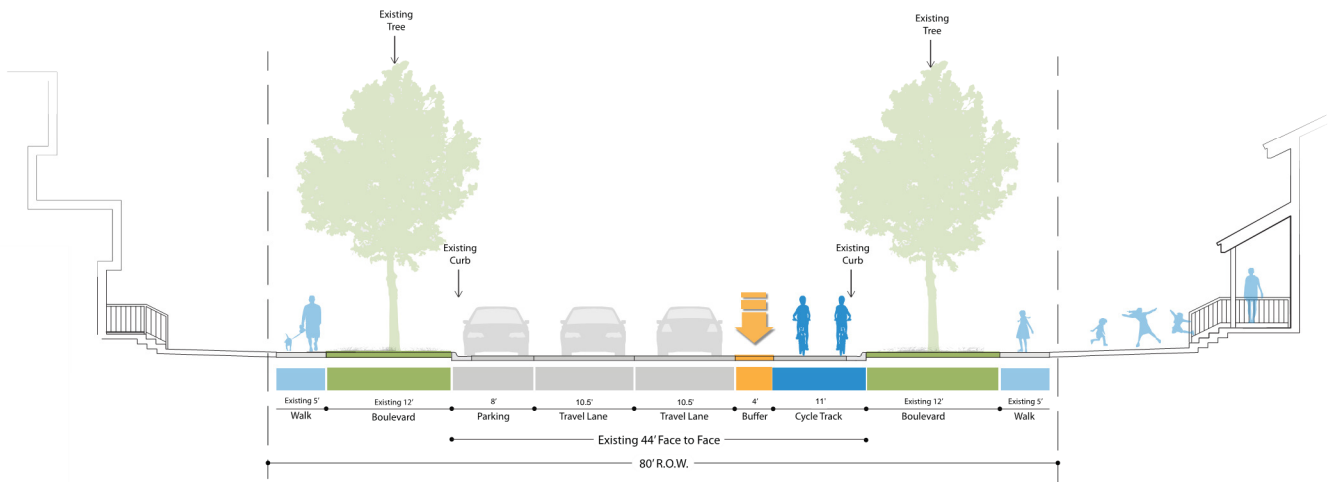 Existing
Tree
Existing
Tree
Existing
Curb
Existing
Curb
Existing 5' Existing 12' 8' 10.5' 10.5' 4' 11' Existing 12' Existing 5'
Walk Boulevard Parking Travel Lane Travel Lane Buffer Cycle Track Boulevard Walk
Existing 44' Face to Face
80' R.O.W.